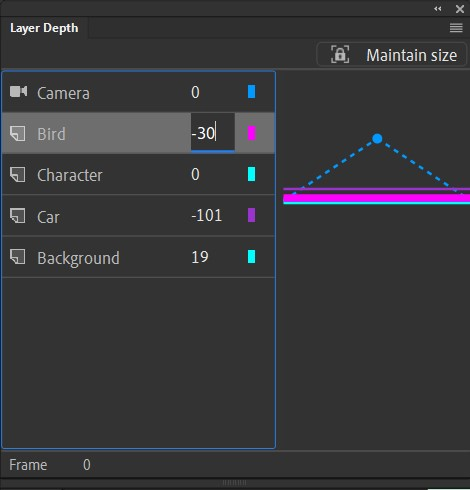 Layer Depth
Maintain size
Camera 0
Bird -30
Character 0
Car -101
Background 19
Frame 0